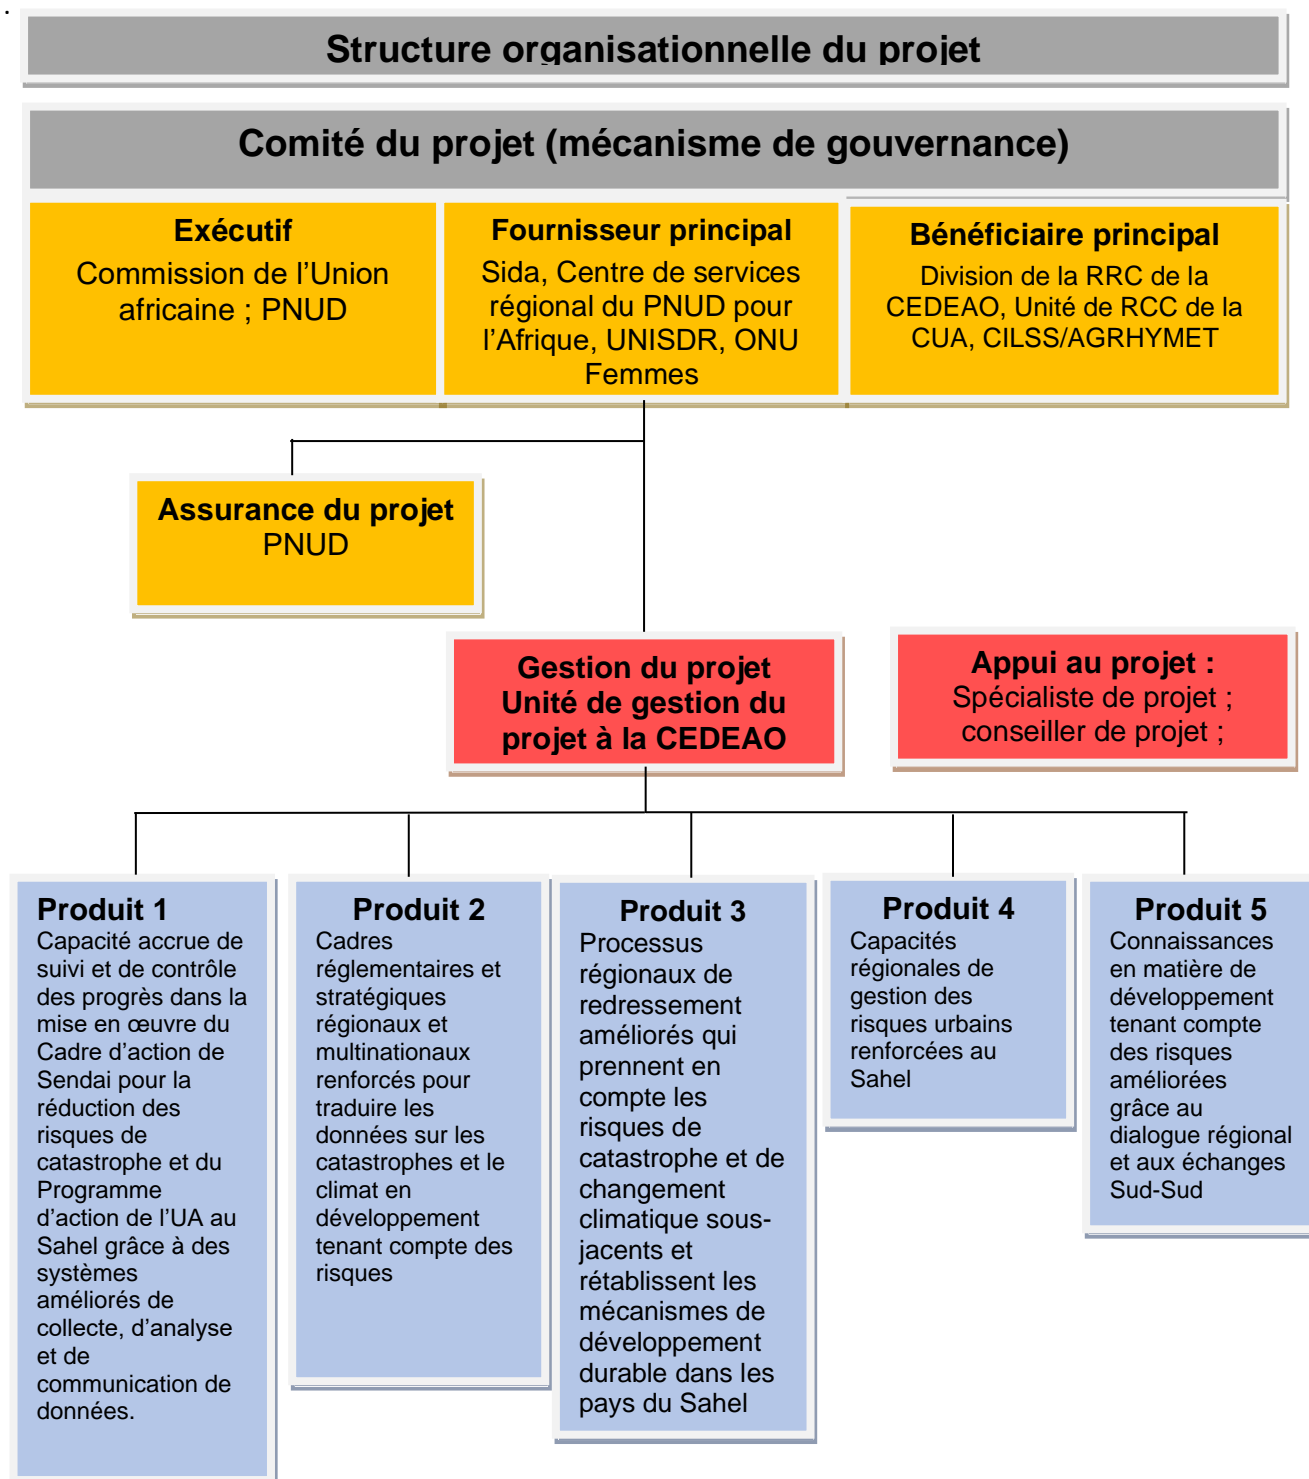 .
Structure organisationnelle du projet
Comité du projet (mécanisme de gouvernance)
Exécutif
Commission de l’Union
africaine ; PNUD
Fournisseur principal
Sida, Centre de services
régional du PNUD pour
l’Afrique, UNISDR, ONU
Femmes
Bénéficiaire principal
Division de la RRC de la
CEDEAO, Unité de RCC de la
CUA, CILSS/AGRHYMET
Assurance du projet
PNUD
Gestion du projet
Unité de gestion du
projet à la CEDEAO
Appui au projet :
Spécialiste de projet ;
conseiller de projet ;
Produit 1
Capacité accrue de
suivi et de contrôle
des progrès dans la
mise en œuvre du
Cadre d’action de
Sendai pour la
réduction des
risques de
catastrophe et du
Programme
d’action de l’UA au
Sahel grâce à des
systèmes
améliorés de
collecte, d’analyse
et de
communication de
données.
Produit 2
Cadres
réglementaires et
stratégiques
régionaux et
multinationaux
renforcés pour
traduire les
données sur les
catastrophes et le
climat en
développement
tenant compte des
risques
Produit 3
Processus
régionaux de
redressement
améliorés qui
prennent en
compte les
risques de
catastrophe et de
changement
climatique sous-
jacents et
rétablissent les
mécanismes de
développement
durable dans les
pays du Sahel
Produit 4
Capacités
régionales de
gestion des
risques urbains
renforcées au
Sahel
Produit 5
Connaissances
en matière de
développement
tenant compte
des risques
améliorées
grâce au
dialogue régional
et aux échanges
Sud-Sud